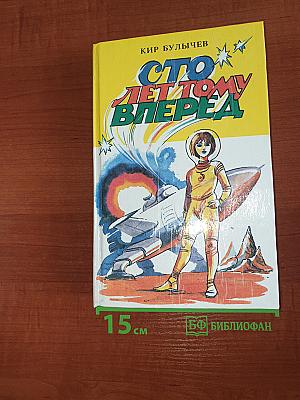 КИР БУЛЫЧЕВ
СТО
ЛЕТ ТОМУ
ВПЕРЕД
15 см
БФ БИБЛИОФАН